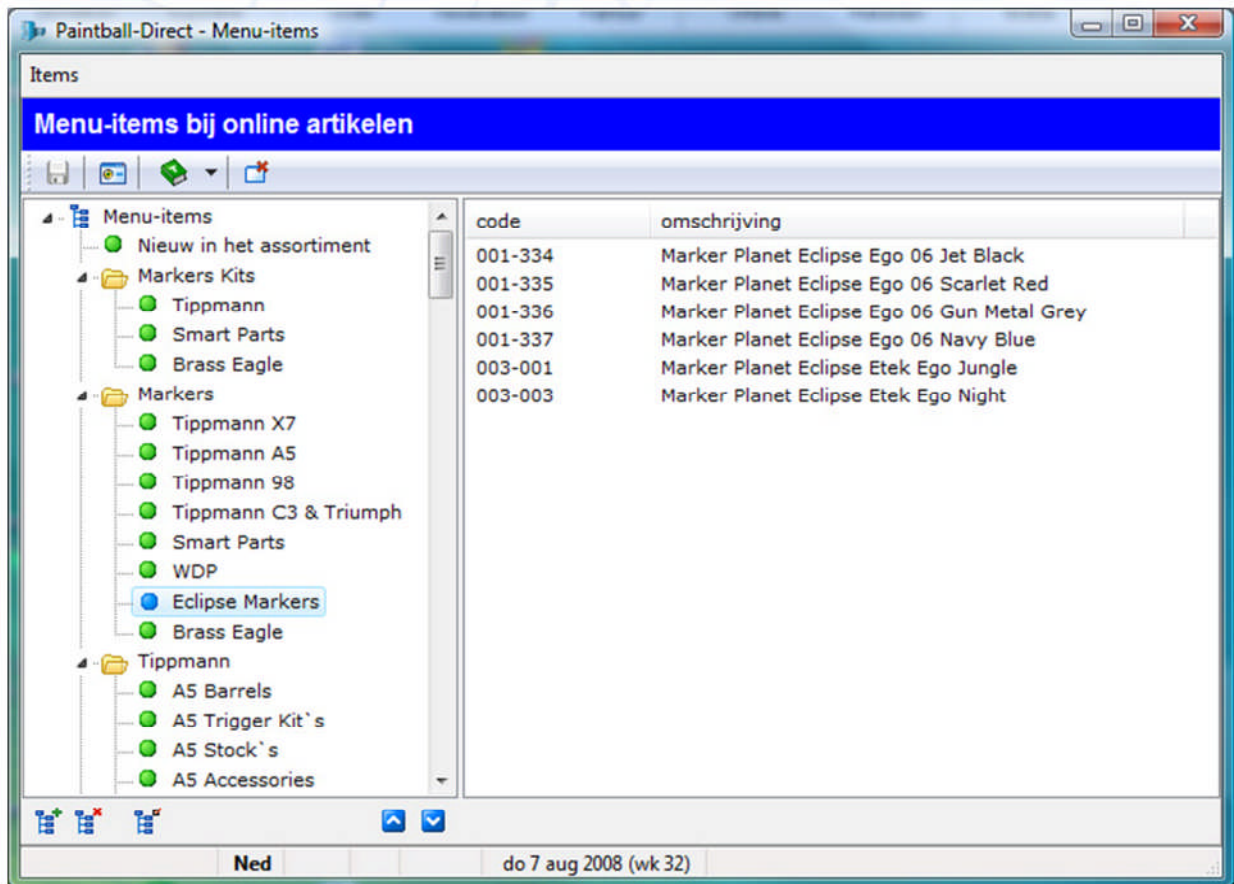 Paintball-Direct - Menu-items
Items
Menu-items bij online artikelen
Menu-items
Nieuw in het assortiment
Markers Kits
Tippmann
Smart Parts
Brass Eagle
Markers
Tippmann X7
Tippmann A5
Tippmann 98
Tippmann C3 & Triumph
Smart Parts
WDP
Eclipse Markers
Brass Eagle
Tippmann
A5 Barrels
A5 Trigger Kit`s
A5 Stock`s
A5 Accessories
code omschrijving
001-334 Marker Planet Eclipse Ego 06 Jet Black
001-335 Marker Planet Eclipse Ego 06 Scarlet Red
001-336 Marker Planet Eclipse Ego 06 Gun Metal Grey
001-337 Marker Planet Eclipse Ego 06 Navy Blue
003-001 Marker Planet Eclipse Etek Ego Jungle
003-003 Marker Planet Eclipse Etek Ego Night
Ned do 7 aug 2008 (wk 32)